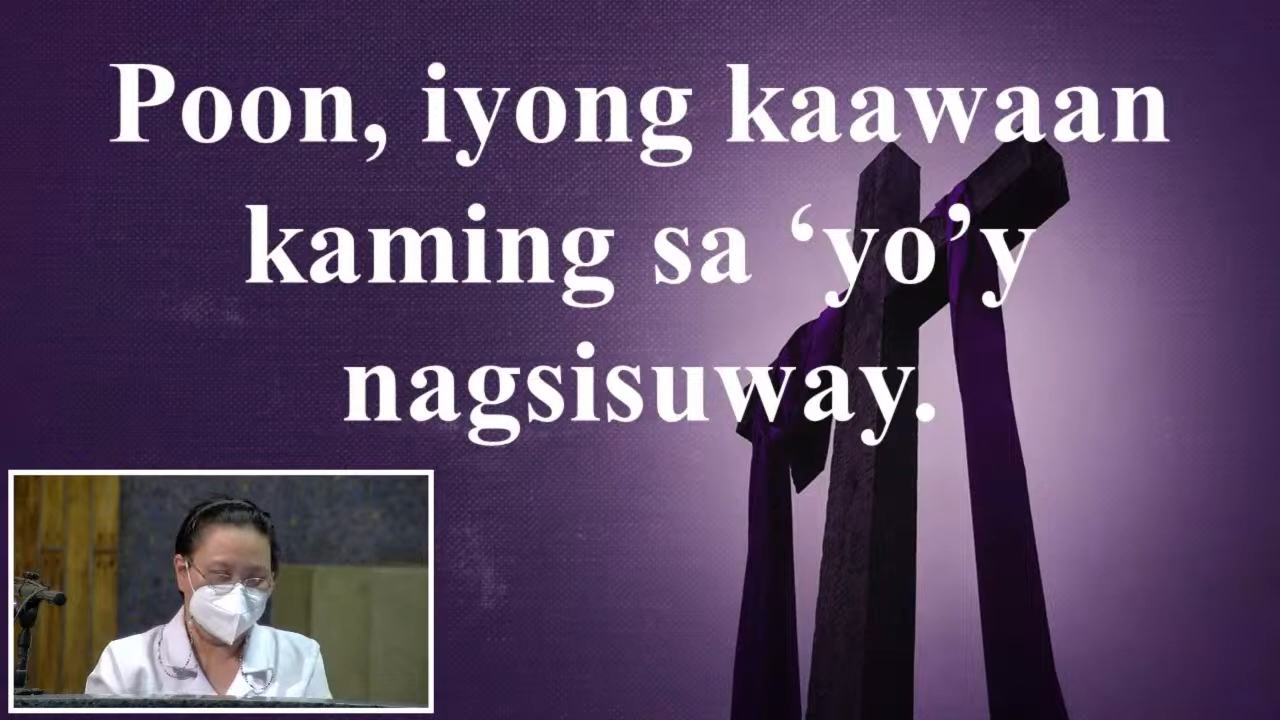 Poon, iyong kaawaan
kaming sa ‘yo’y
nagsisuway.